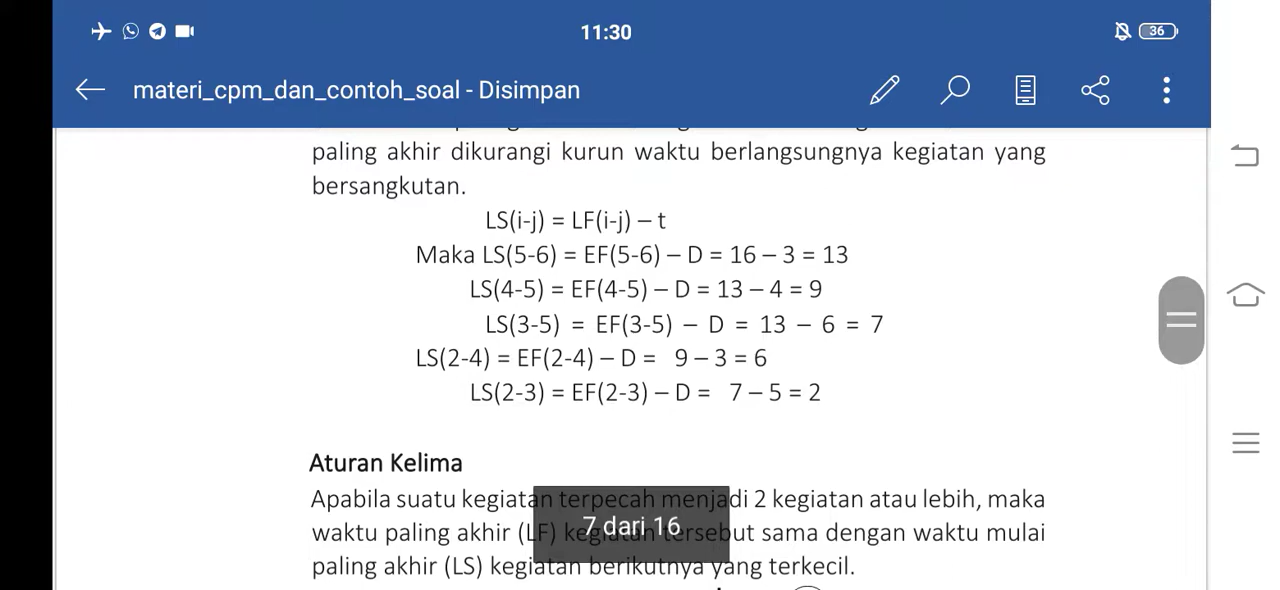 11:30
36
materi_cpm_dan_contoh_soal - Disimpan
paling akhir dikurangi kurun waktu berlangsungnya kegiatan yang
bersangkutan.
LS(i-j) = LF(i-j) – t
Maka LS(5-6) = EF(5-6) – D = 16 – 3 = 13
LS(4-5) = EF(4-5) – D = 13 – 4 = 9
LS(3-5) = EF(3-5) – D = 13 – 6 = 7
LS(2-4) = EF(2-4) – D = 9 – 3 = 6
LS(2-3) = EF(2-3) – D = 7 – 5 = 2
Aturan Kelima
Apabila suatu kegiatan terpecah menjadi 2 kegiatan atau lebih, maka
waktu paling akhir (LF) kegiatan tersebut sama dengan waktu mulai
7 dari 16
paling akhir (LS) kegiatan berikutnya yang terkecil.